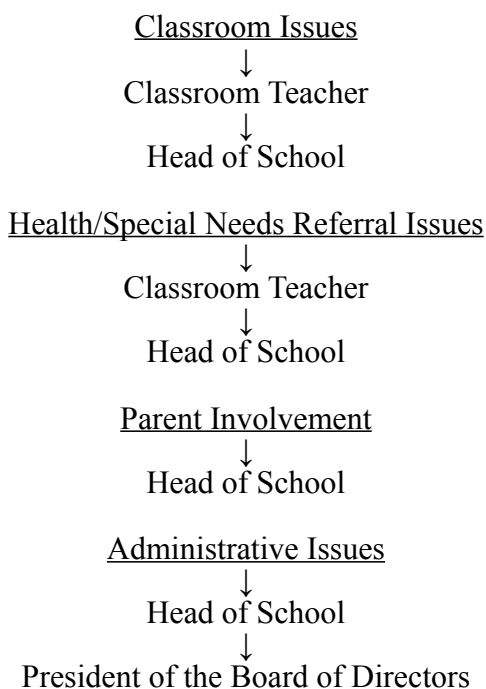 Classroom Issues
↓
Classroom Teacher
↓
Head of School
Health/Special Needs Referral Issues
↓
Classroom Teacher
↓
Head of School
Parent Involvement
↓
Head of School
Administrative Issues
↓
Head of School
↓
President of the Board of Directors